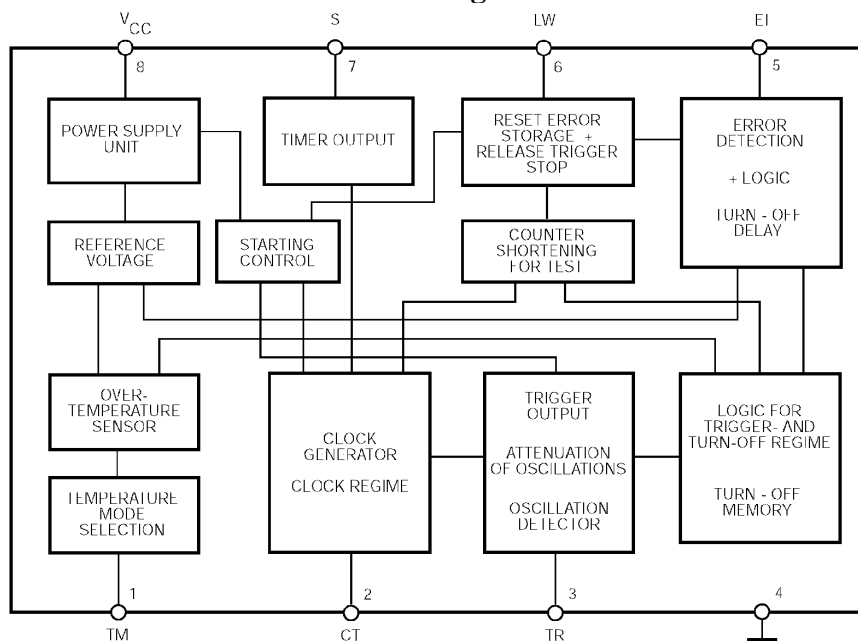 V CC
S
LW
EI
8
7
6
5
POWER SUPPLY
UNIT
TIMER OUTPUT
RESET ERROR
STORAGE +
RELEASE TRIGGER
STOP
ERROR
DETECTION
+ LOGIC
TURN - OFF
DELAY
REFERENCE
VOLTAGE
STARTING
CONTROL
COUNTER
SHORTENING
FOR TEST
OVER-
TEMPERATURE
SENSOR
TEMPERATURE
MODE
SELECTION
CLOCK
GENERATOR
CLOCK REGIME
TRIGGER
OUTPUT
ATTENUATION
OF OSCILLATIONS
OSCILLATION
DETECTOR
LOGIC FOR
TRIGGER- AND
TURN-OFF REGIME
TURN - OFF
MEMORY
1
2
3
4
TM
CT
TR